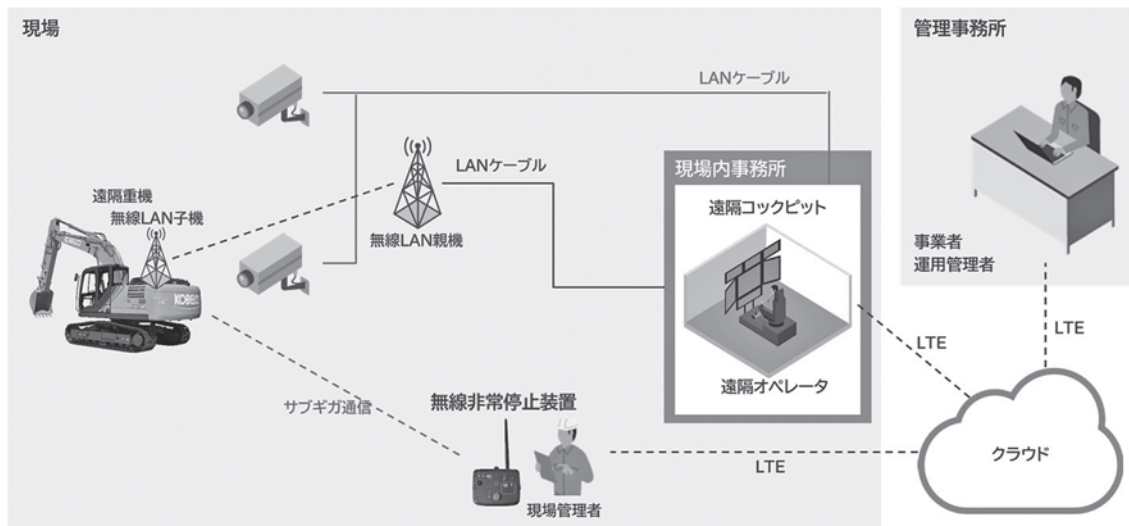 現場
管理事務所
LANケーブル
LANケーブル
現場内事務所
遠隔コックピット
遠隔重機
無線LAN子機
無線LAN親機
事業者
運用管理者
KOBELCO
LTE
LTE
遠隔オペレータ
サブギガ通信
無線非常停止装置
クラウド
LTE
現場管理者